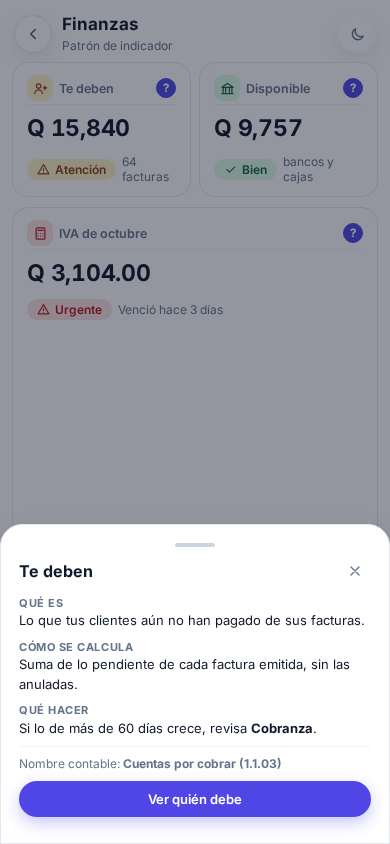 Finanzas
Patrón de indicador
Te deben
?
Q 15,840
Atención
64
facturas
Disponible
?
Q 9,757
Bien
bancos y
cajas
IVA de octubre
?
Q 3,104.00
Urgente
Venció hace 3 días
Te deben
QUÉ ES
Lo que tus clientes aún no han pagado de sus facturas.
CÓMO SE CALCULA
Suma de lo pendiente de cada factura emitida, sin las
anuladas.
QUÉ HACER
Si lo de más de 60 días crece, revisa Cobranza.
Nombre contable: Cuentas por cobrar (1.1.03)
Ver quién debe